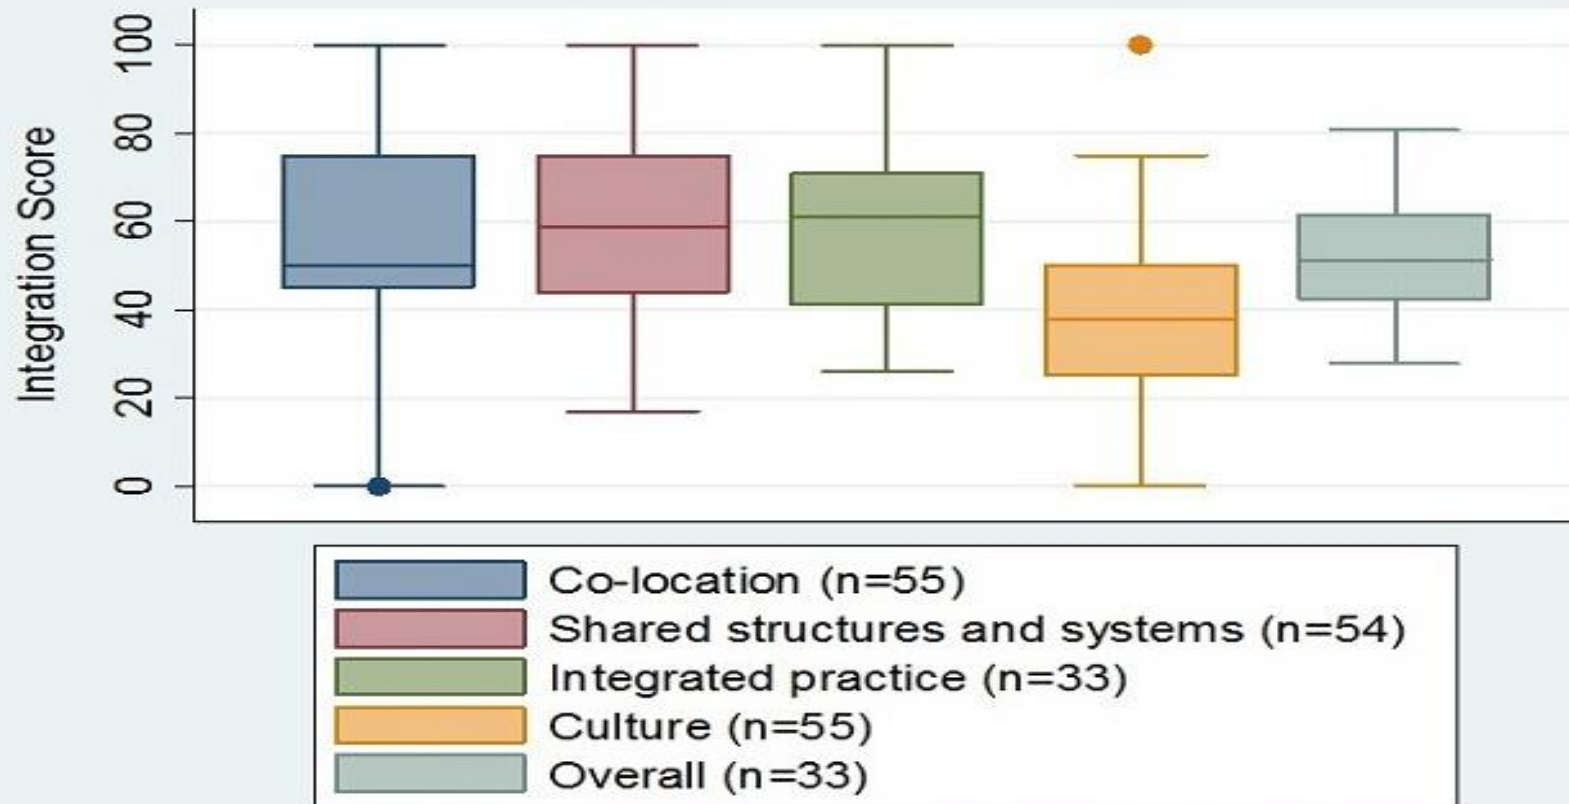 Integration Score
100
80
60
40
20
0
Co-location (n=55)
Shared structures and systems (n=54)
Integrated practice (n=33)
Culture (n=55)
Overall (n=33)